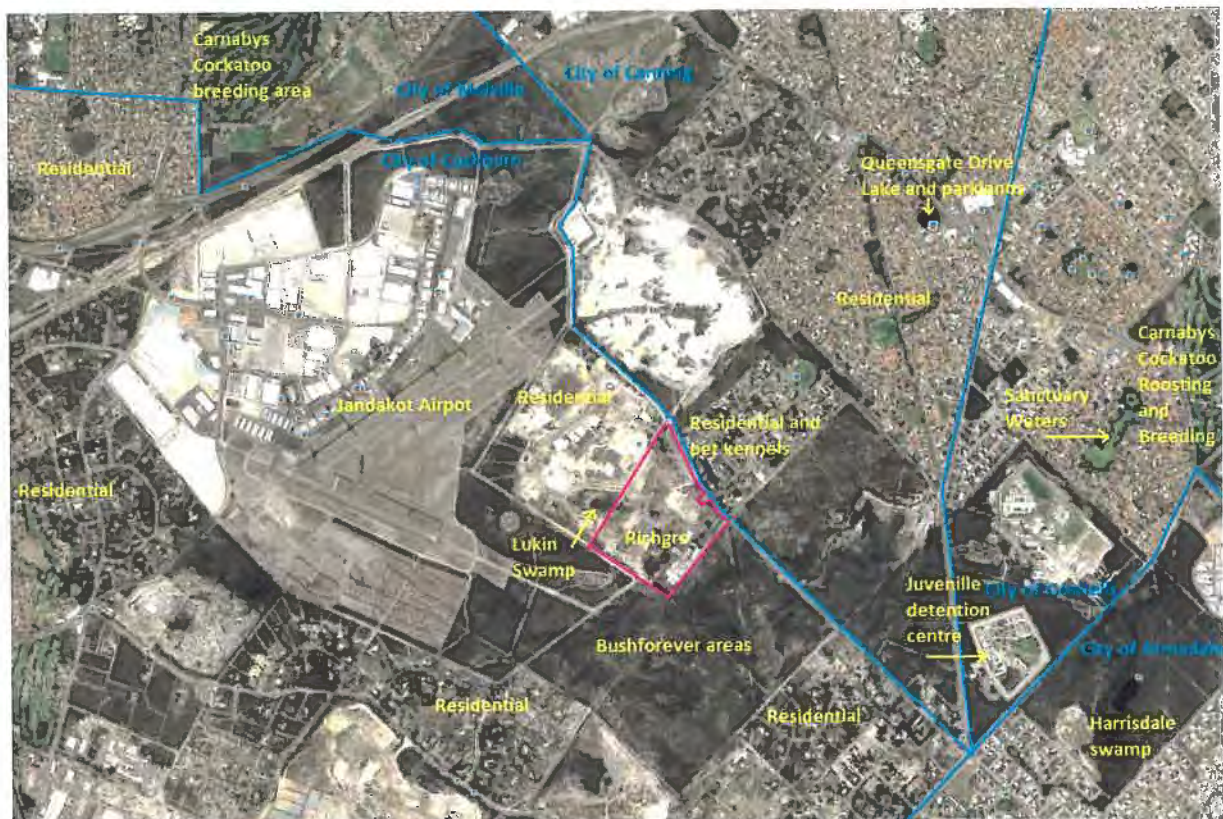 Carnabys
Cockatoo
breeding area
City of Canning
City of Melville
City of Cockburn
Residential
Queensgate Drive
Lake and parklands
Residential
Carnabys
Cockatoo
Roosting
and
Breeding
Sanctuary
Waters
Jandakot Airpot
Residential
Residential and
pet kennels
Residential
Lukin
Swamp
Richgro
Juvenille
detention
centre
City of Gosnells
City of Armadale
Bushforever areas
Residential
Residential
Harrisdale
swamp